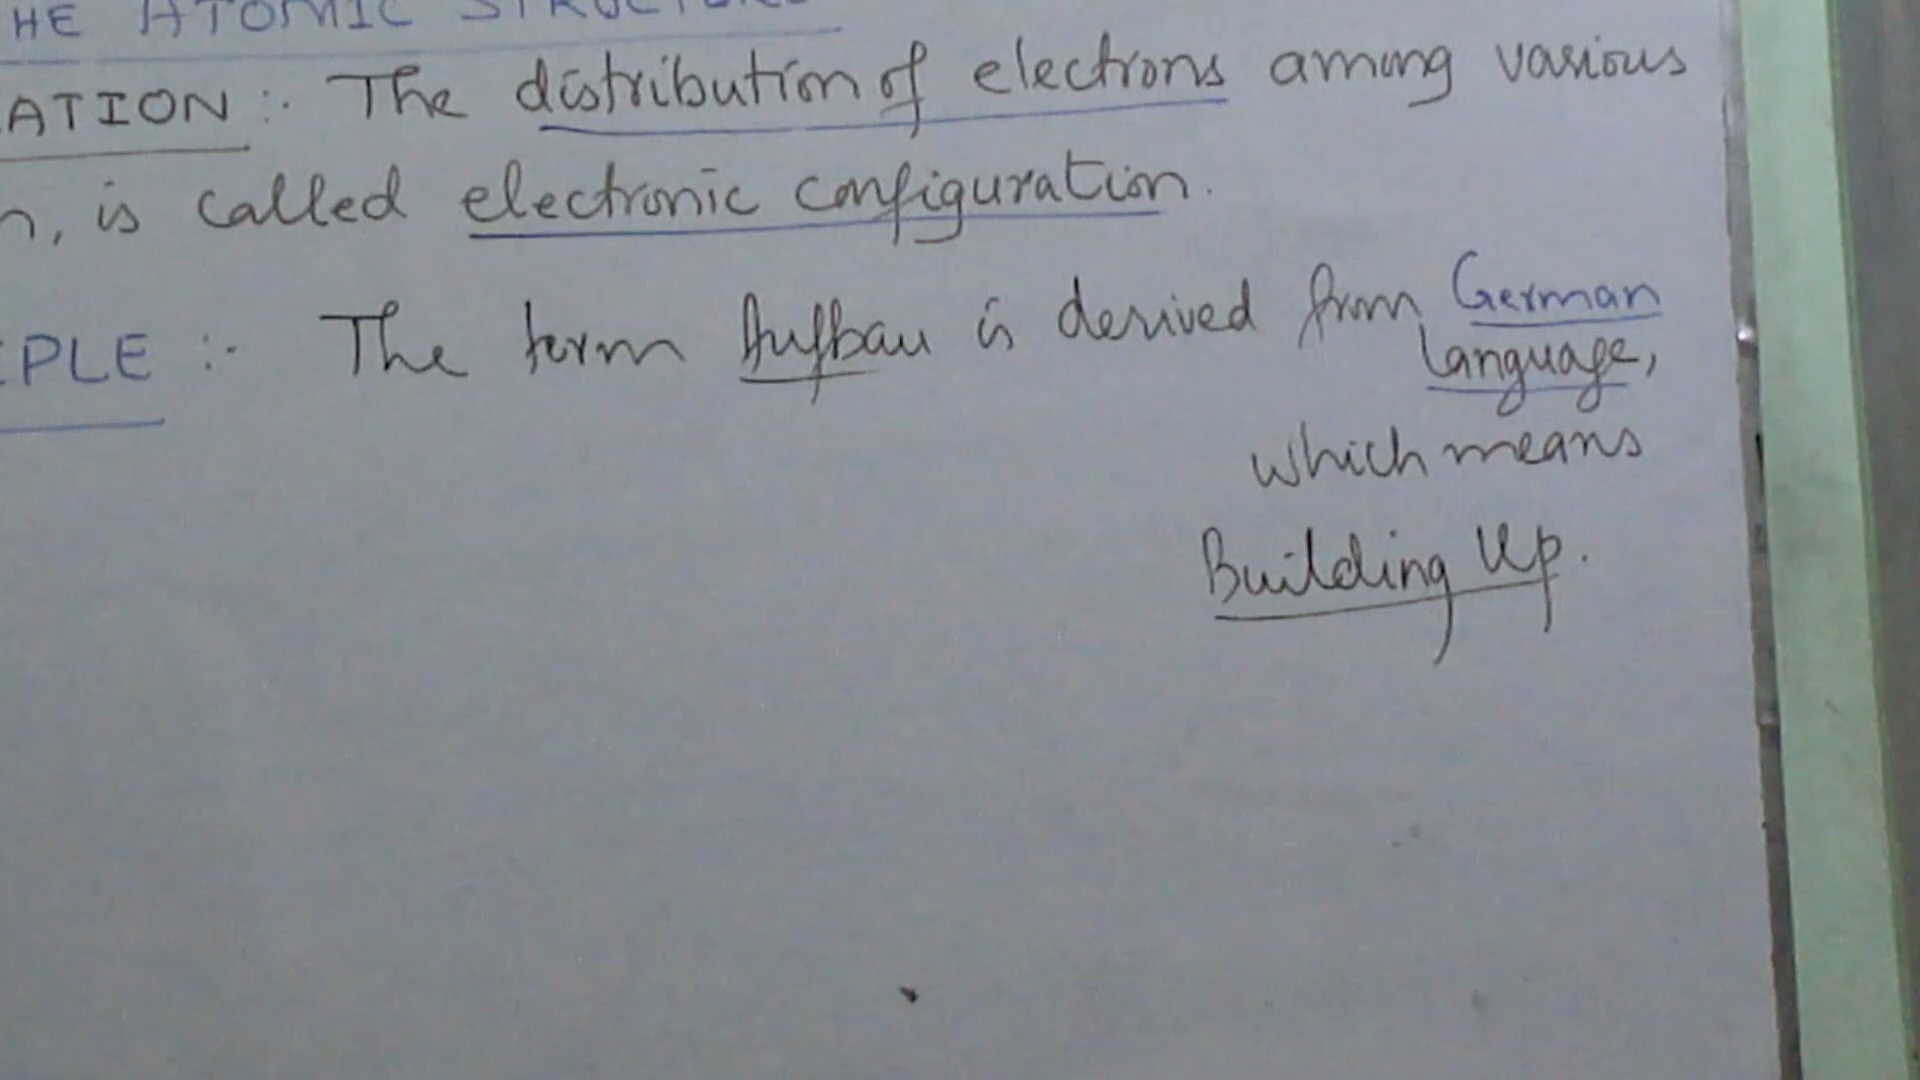 HE ATOMIC STRUCTURE
ATION :- The distribution of electrons among various
n, is called electronic configuration.
PLE :- The term Aufbau is derived from German
language,
which means
Building Up.